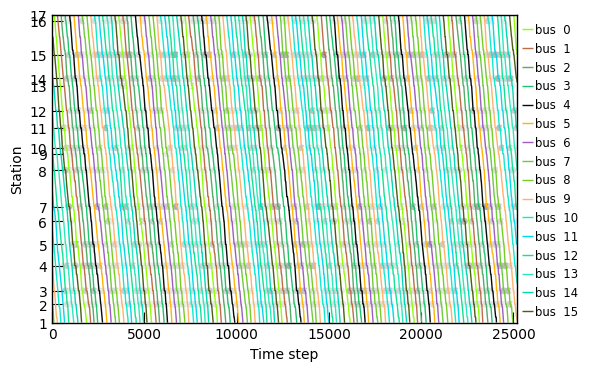 17
16
15
14
13
12
11
10
9
8
7
6
5
4
3
2
1
Station
0 5000 10000 15000 20000 25000
Time step
bus 0
bus 1
bus 2
bus 3
bus 4
bus 5
bus 6
bus 7
bus 8
bus 9
bus 10
bus 11
bus 12
bus 13
bus 14
bus 15